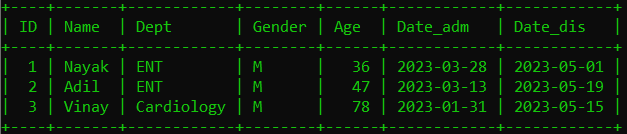 +----+-------+------------+--------+------+------------+------------+
| ID | Name  | Dept       | Gender | Age  | Date_adm   | Date_dis   |
+----+-------+------------+--------+------+------------+------------+
|  1 | Nayak | ENT        | M      |   36 | 2023-03-28 | 2023-05-01 |
|  2 | Adil  | ENT        | M      |   47 | 2023-03-13 | 2023-05-19 |
|  3 | Vinay | Cardiology | M      |   78 | 2023-01-31 | 2023-05-15 |
+----+-------+------------+--------+------+------------+------------+